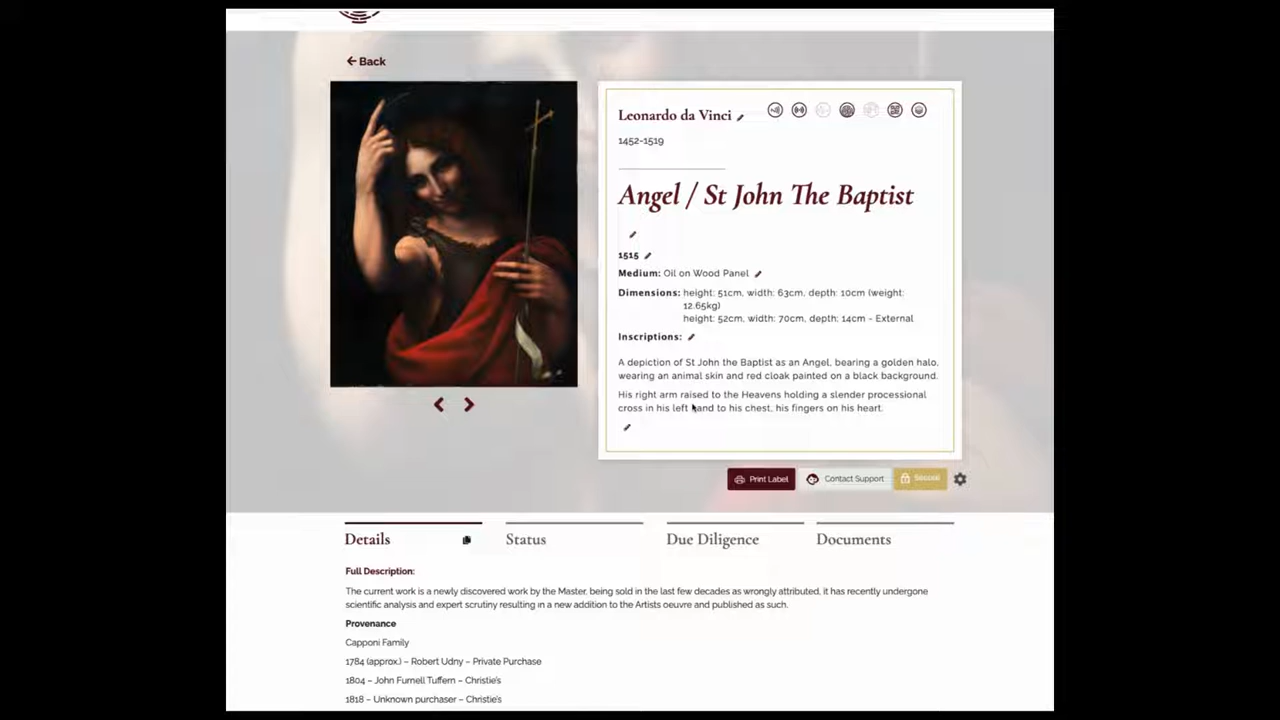 Back
Leonardo da Vinci
1452-1519
Angel / St John The Baptist
1515
Medium: Oil on Wood Panel
Dimensions: height: 51cm, width: 63cm, depth: 10cm (weight:
12.65kg)
height: 52cm, width: 70cm, depth: 14cm - External
Inscriptions:
A depiction of St John the Baptist as an Angel, bearing a golden halo,
wearing an animal skin and red cloak painted on a black background.
His right arm raised to the Heavens holding a slender processional
cross in his left hand to his chest, his fingers on his heart.
Print Label
Contact Support
Details
Status
Due Diligence
Documents
Full Description:
The current work is a newly discovered work by the Master, being sold in the last few decades as wrongly attributed, it has recently undergone
scientific analysis and expert scrutiny resulting in a new addition to the Artists oeuvre and published as such.
Provenance
Capponi Family
1784 (approx.) – Robert Udny – Private Purchase
1804 – John Furnell Tuffern – Christie's
1818 – Unknown purchaser – Christie's